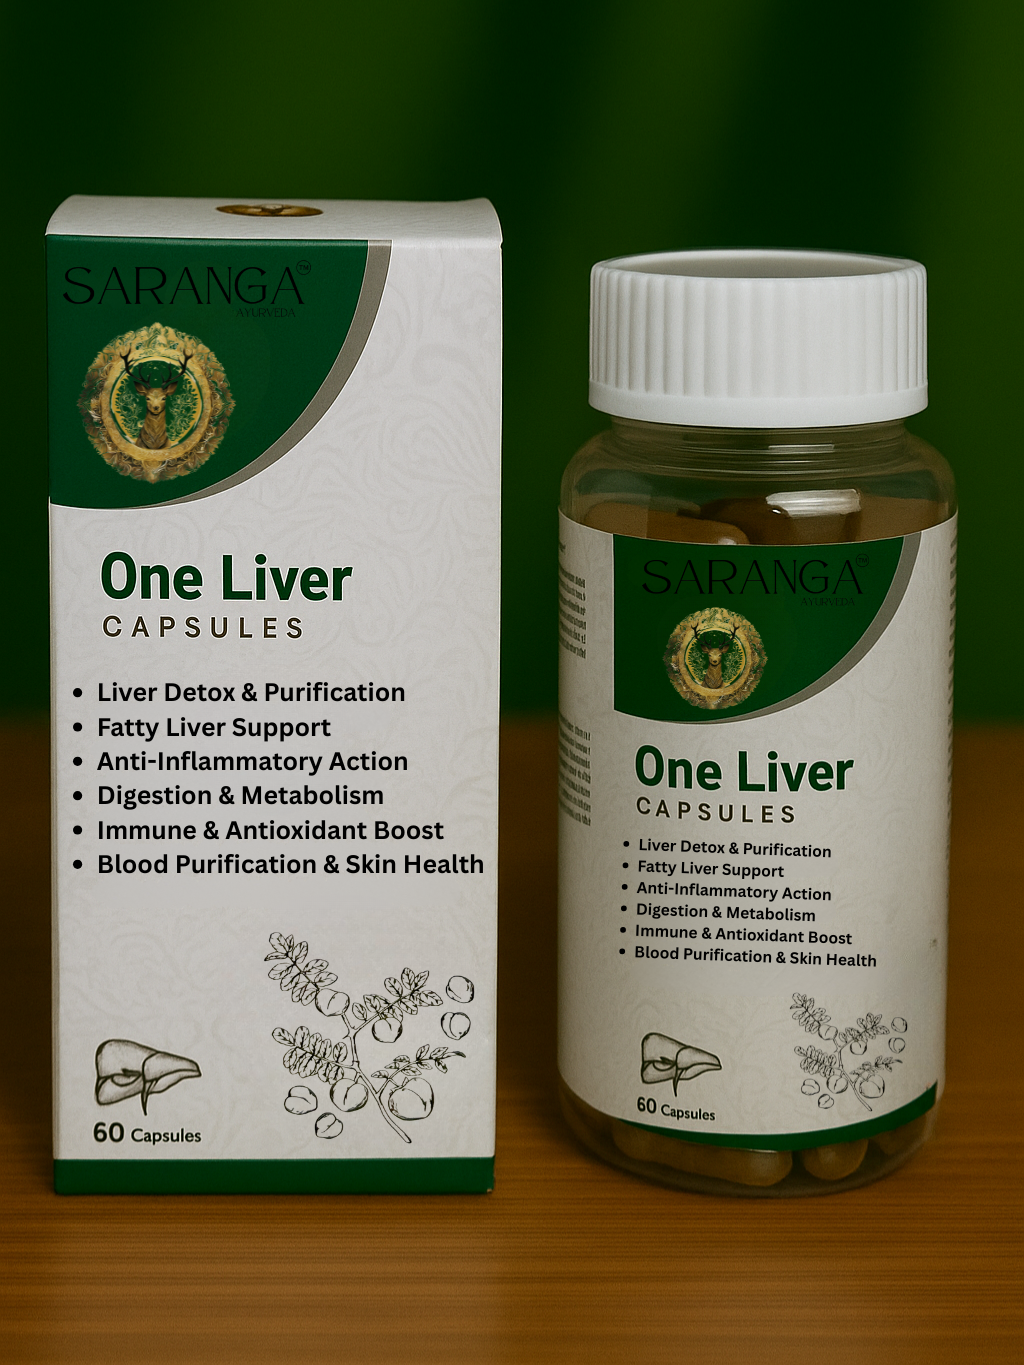 SARANGA™
AYURVEDA
One Liver
CAPSULES
• Liver Detox & Purification
• Fatty Liver Support
• Anti-Inflammatory Action
• Digestion & Metabolism
• Immune & Antioxidant Boost
• Blood Purification & Skin Health
60 Capsules
SARANGA™
AYURVEDA
One Liver
CAPSULES
• Liver Detox & Purification
• Fatty Liver Support
• Anti-Inflammatory Action
• Digestion & Metabolism
• Immune & Antioxidant Boost
• Blood Purification & Skin Health
60 Capsules